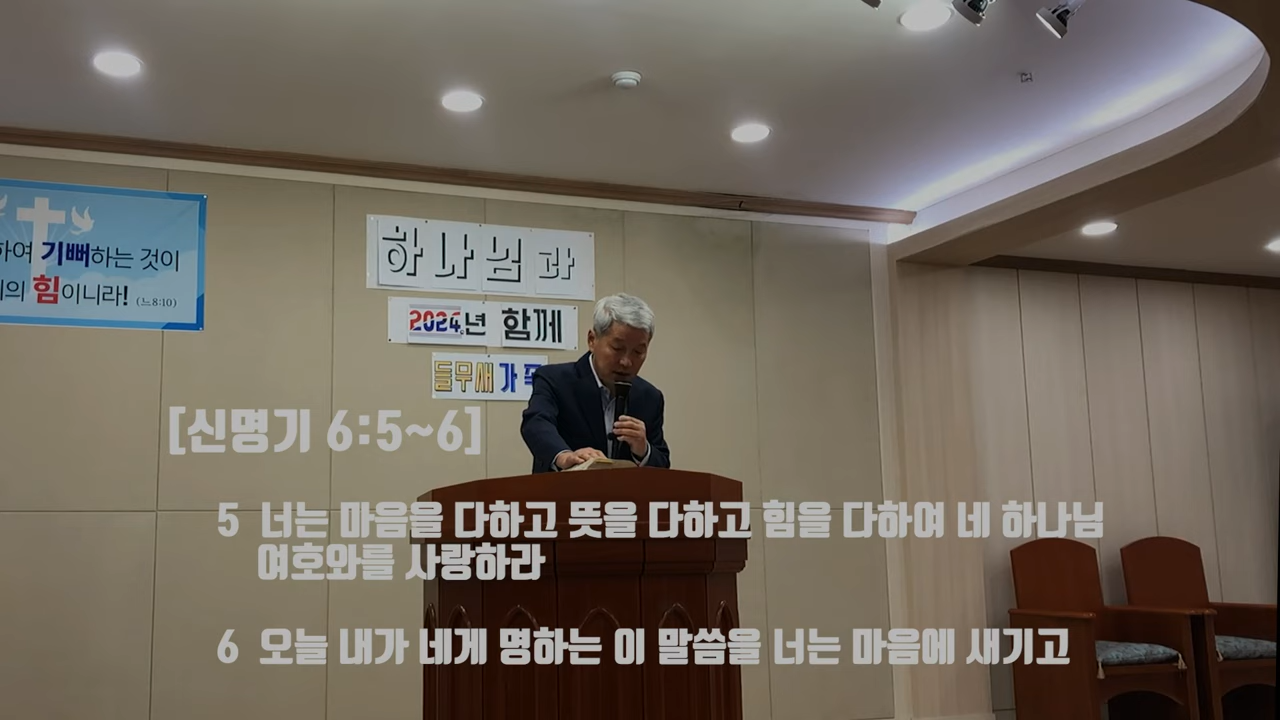 하여 기뻐하는 것이
의 힘이니라! (느8:10)
하나님과
2024년 함께
들무새가족
[신명기 6:5~6]
5 너는 마음을 다하고 뜻을 다하고 힘을 다하여 네 하나님
여호와를 사랑하라
6 오늘 내가 네게 명하는 이 말씀을 너는 마음에 새기고